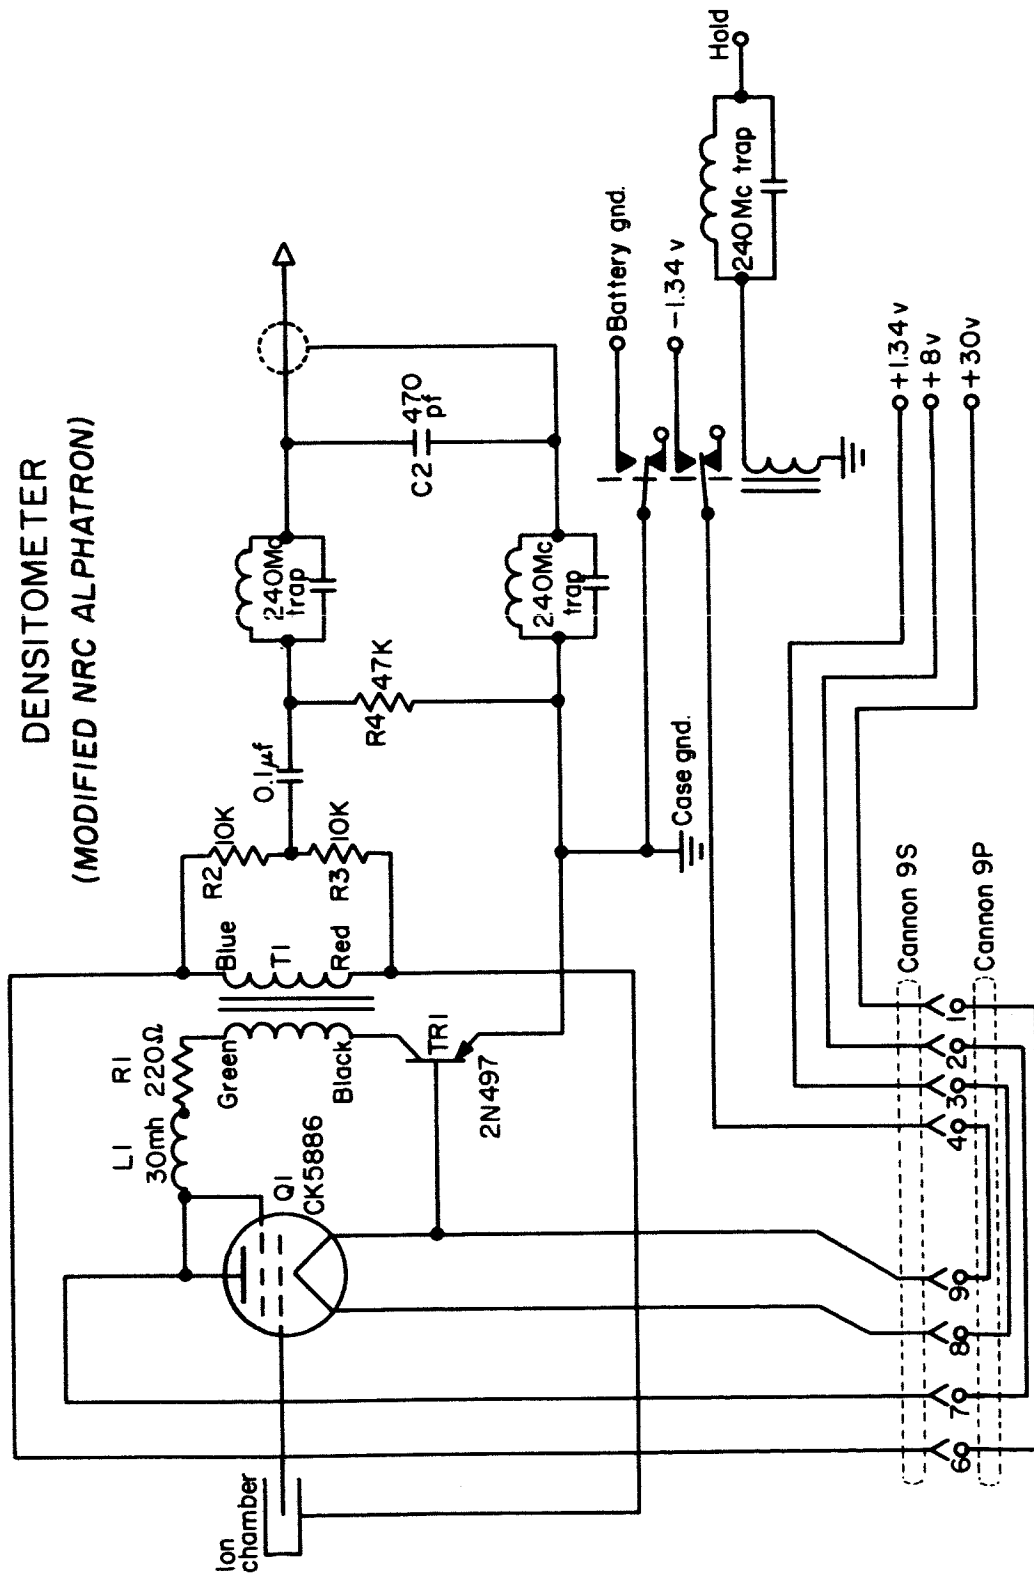 DENSITOMETER
(MODIFIED NRC ALPHATRON)
Ion
chamber
L1
30mh
R1
220Ω
Q1
CK5886
Green
Black
Blue
T1
Red
TR1
2N497
R2
10K
R3
10K
0.1µf
R4
47K
240Mc
trap
240Mc
trap
C2
470
pf
Case gnd.
Battery gnd.
-1.34v
240Mc trap
Hold
+1.34v
+8v
+30v
Cannon 9S
Cannon 9P
6
7
8
9
4
3
2
1